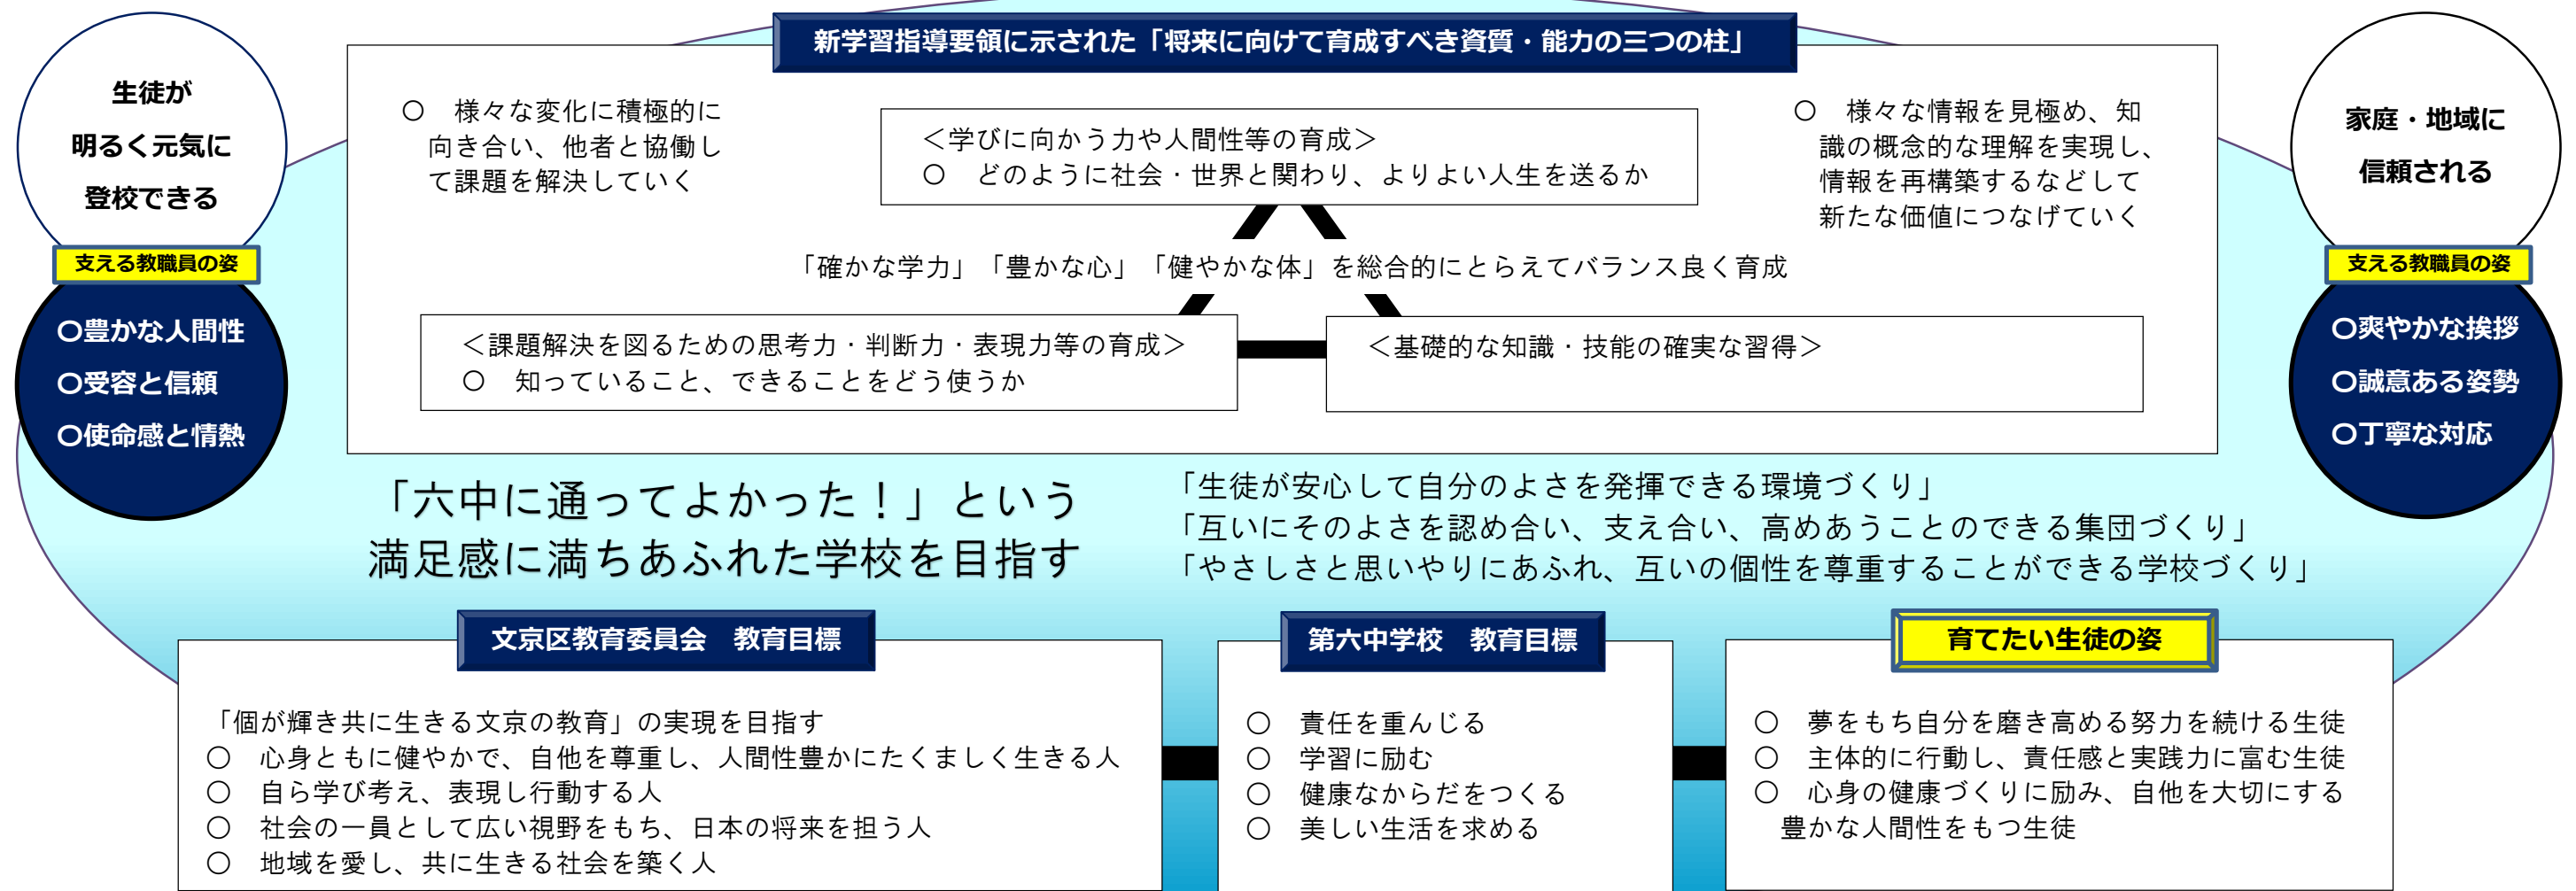 新学習指導要領に示された「将来に向けて育成すべき資質・能力の三つの柱」
生徒が
明るく元気に
登校できる
支える教職員の姿
〇豊かな人間性
〇受容と信頼
〇使命感と情熱
○　様々な変化に積極的に
向き合い、他者と協働し
て課題を解決していく
＜学びに向かう力や人間性等の育成＞
○　どのように社会・世界と関わり、よりよい人生を送るか
○　様々な情報を見極め、知
識の概念的な理解を実現し、
情報を再構築するなどして
新たな価値につなげていく
「確かな学力」「豊かな心」「健やかな体」を総合的にとらえてバランス良く育成
＜課題解決を図るための思考力・判断力・表現力等の育成＞
○　知っていること、できることをどう使うか
＜基礎的な知識・技能の確実な習得＞
家庭・地域に
信頼される
支える教職員の姿
〇爽やかな挨拶
〇誠意ある姿勢
〇丁寧な対応
「六中に通ってよかった！」という
満足感に満ちあふれた学校を目指す
「生徒が安心して自分のよさを発揮できる環境づくり」
「互いにそのよさを認め合い、支え合い、高めあうことのできる集団づくり」
「やさしさと思いやりにあふれ、互いの個性を尊重することができる学校づくり」
文京区教育委員会　教育目標
「個が輝き共に生きる文京の教育」の実現を目指す
○　心身ともに健やかで、自他を尊重し、人間性豊かにたくましく生きる人
○　自ら学び考え、表現し行動する人
○　社会の一員として広い視野をもち、日本の将来を担う人
○　地域を愛し、共に生きる社会を築く人
第六中学校　教育目標
○　責任を重んじる
○　学習に励む
○　健康なからだをつくる
○　美しい生活を求める
育てたい生徒の姿
○　夢をもち自分を磨き高める努力を続ける生徒
○　主体的に行動し、責任感と実践力に富む生徒
○　心身の健康づくりに励み、自他を大切にする
豊かな人間性をもつ生徒